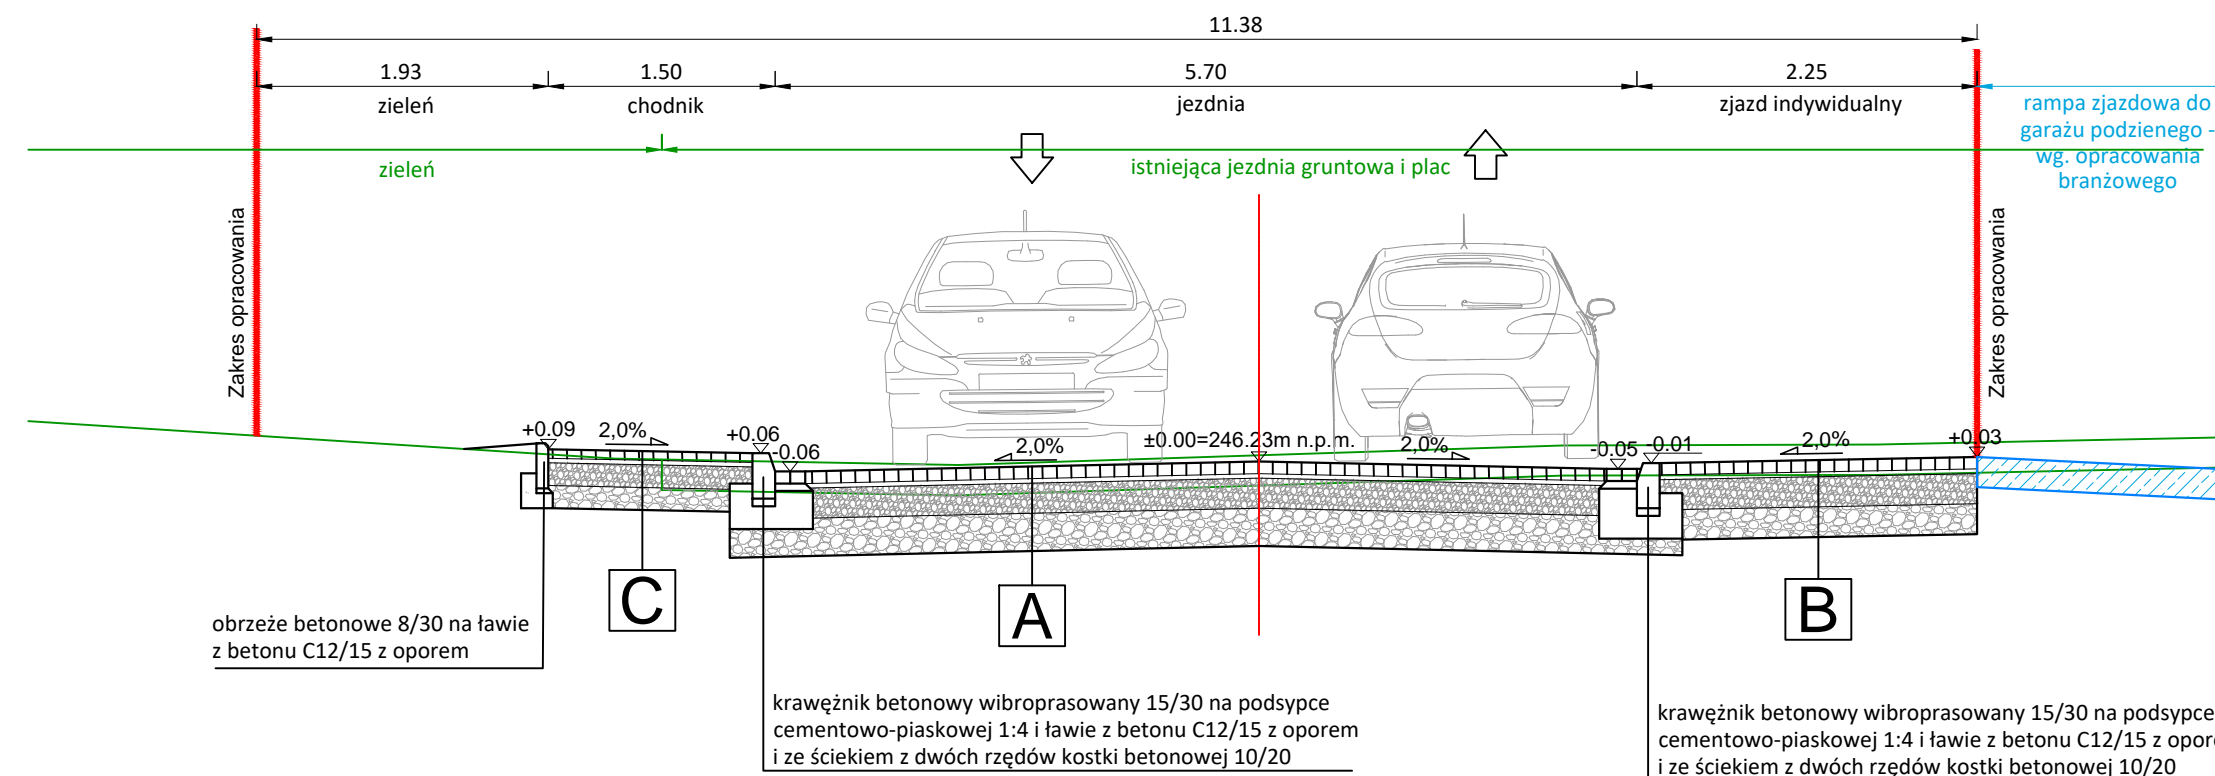 11.38
1.93
1.50
5.70
2.25
zieleń
chodnik
jezdnia
zjazd indywidualny
rampa zjazdowa do
garażu podzienego -
wg. opracowania
branżowego
zieleń
istniejąca jezdnia gruntowa i plac
Zakres opracowania
Zakres opracowania
+0.09
2,0%
+0.06
-0.06
2,0%
±0.00=246.23m n.p.m.
2,0%
-0.05
-0.01
2,0%
+0.03
C
A
B
obrzeże betonowe 8/30 na ławie
z betonu C12/15 z oporem
krawężnik betonowy wibroprasowany 15/30 na podsypce
cementowo-piaskowej 1:4 i ławie z betonu C12/15 z oporem
i ze ściekiem z dwóch rzędów kostki betonowej 10/20
krawężnik betonowy wibroprasowany 15/30 na podsypce
cementowo-piaskowej 1:4 i ławie z betonu C12/15 z opor
i ze ściekiem z dwóch rzędów kostki betonowej 10/20